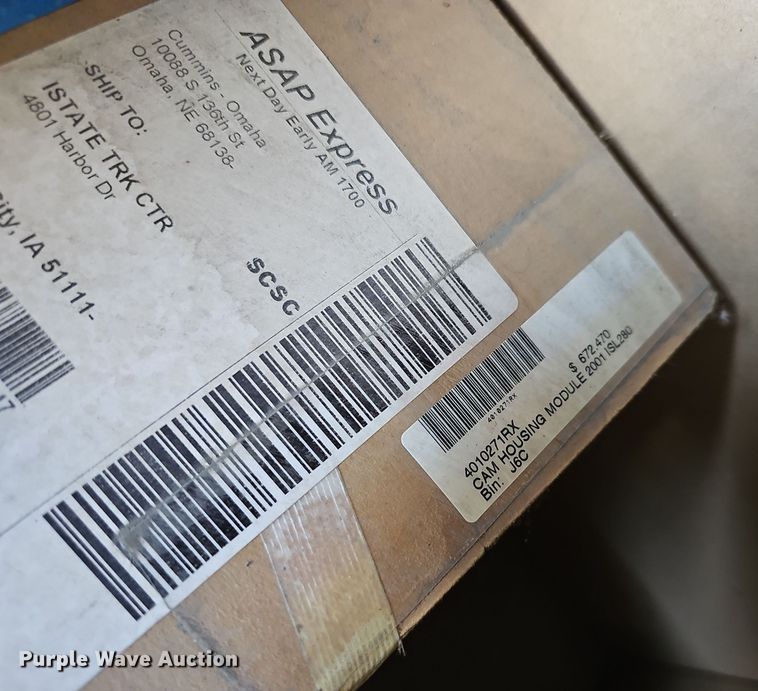 ASAP Express
Next Day Early AM 1700
Cummins - Omaha
10088 S 136th St
Omaha, NE 68138-
SHIP TO:
ISTATE TRK CTR
4801 Harbor Dr
City, IA 51111-
scsc
4010271RX
4010271RX
$ 672.470
CAM HOUSING MODULE 2001 ISL280
Bin: J6C
Purple Wave Auction